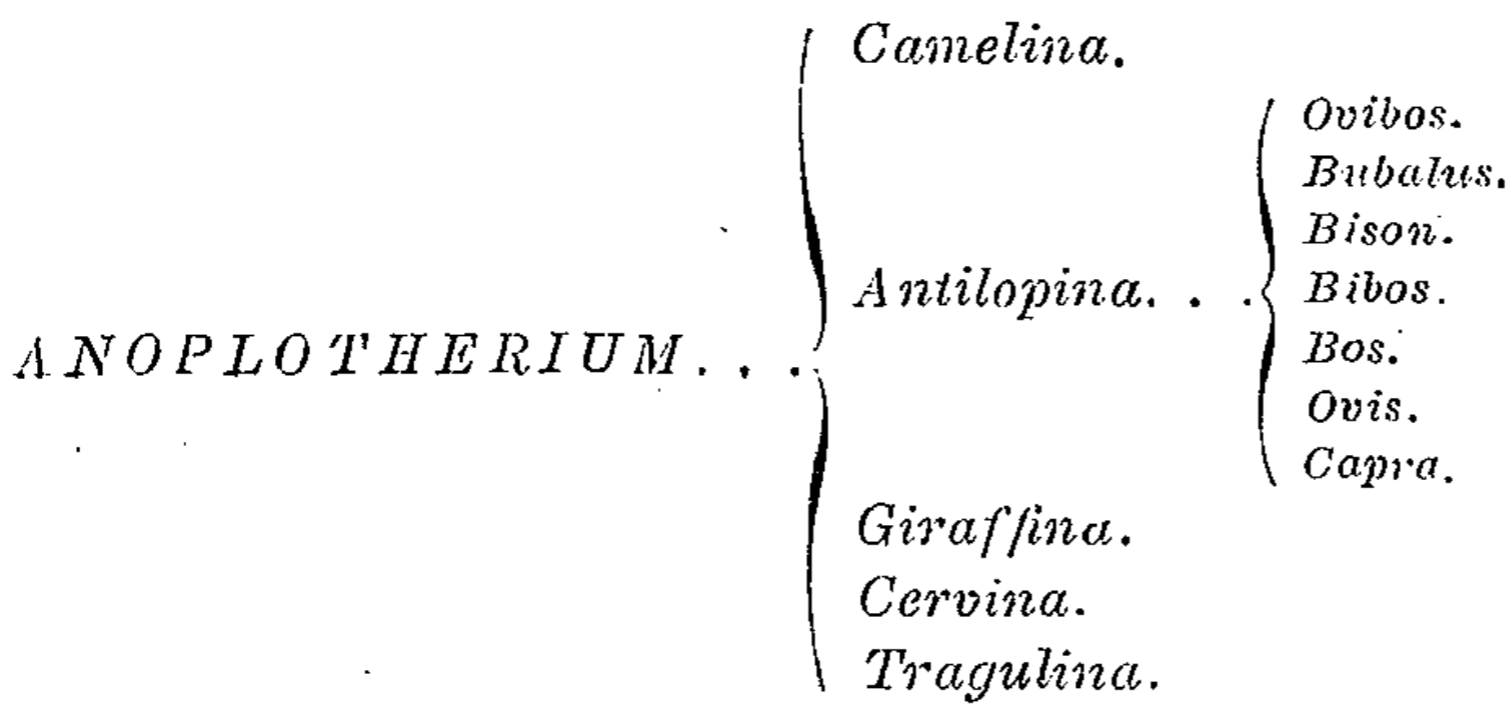 Camelina.
Ovibos.
Bubalus.
Bison.
Antilopina. . .
Bibos.
ANOPLOTHERIUM. . .
Bos.
Ovis.
Capra.
Giraffina.
Cervina.
Tragulina.